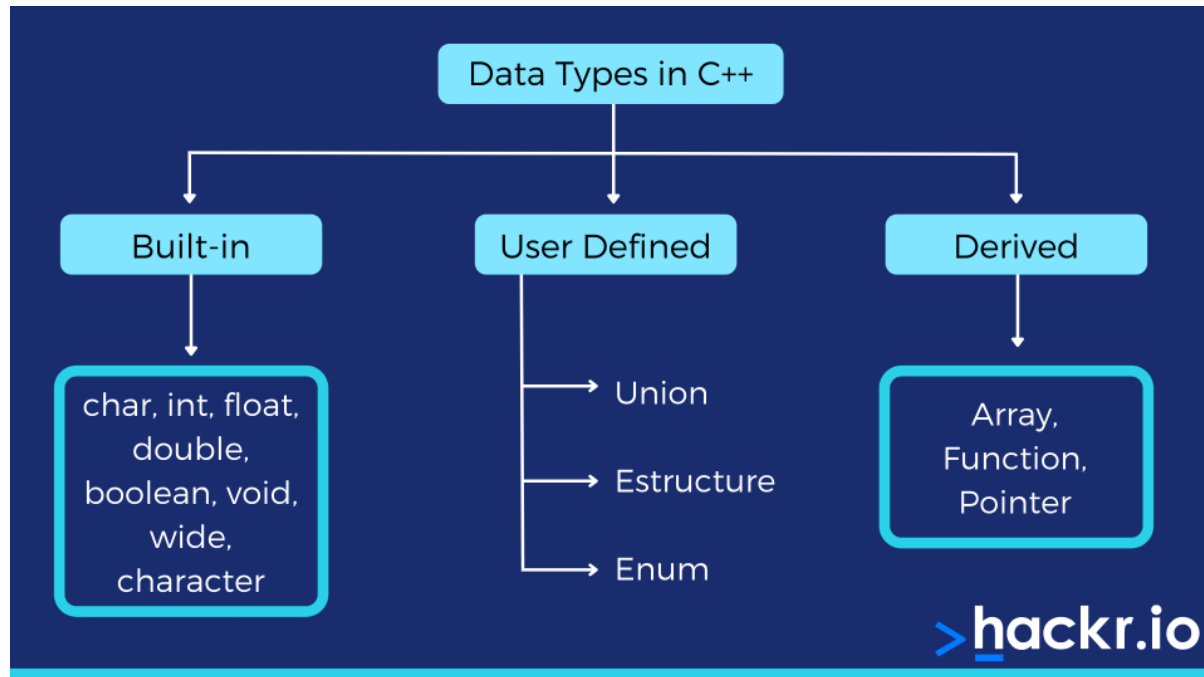 Data Types in C++
Built-in
User Defined
Derived
char, int, float,
double,
boolean, void,
wide,
character
Union
Estructure
Enum
Array,
Function,
Pointer
>hackr.io